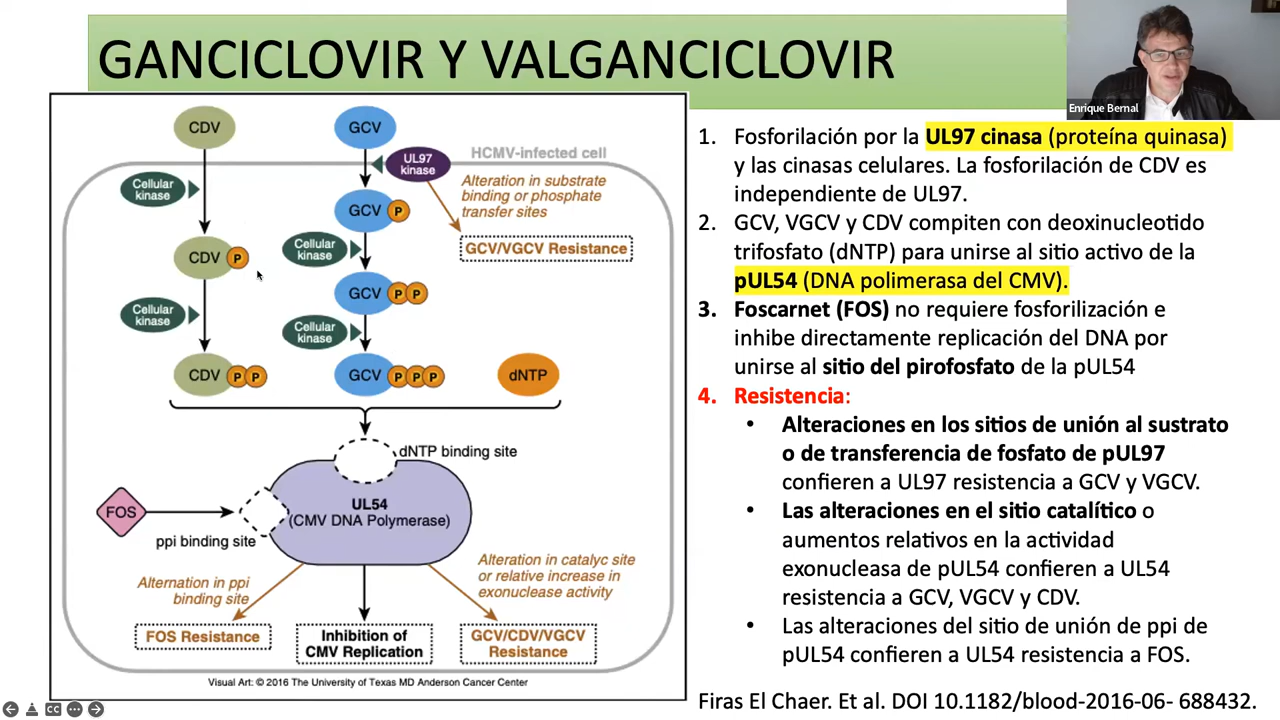 GANCICLOVIR Y VALGANCICLOVIR
Enrique Bernal
CDV
GCV
HCMV-infected cell
UL97
kinase
Cellular
kinase
Alteration in substrate
binding or phosphate
transfer sites
GCV P
GCV/VGCV Resistance
Cellular
kinase
CDV P
GCV P P
Cellular
kinase
Cellular
kinase
CDV P P
GCV P P P
dNTP
dNTP binding site
UL54
(CMV DNA Polymerase)
FOS
ppi binding site
Alternation in ppi
binding site
Alteration in catalyc site
or relative increase in
exonuclease activity
FOS Resistance
Inhibition of
CMV Replication
GCV/CDV/VGCV
Resistance
Visual Art: © 2016 The University of Texas MD Anderson Cancer Center
1. Fosforilación por la UL97 cinasa (proteína quinasa)
y las cinasas celulares. La fosforilación de CDV es
independiente de UL97.
2. GCV, VGCV y CDV compiten con deoxinucleotido
trifosfato (dNTP) para unirse al sitio activo de la
pUL54 (DNA polimerasa del CMV).
3. Foscarnet (FOS) no requiere fosforilización e
inhibe directamente replicación del DNA por
unirse al sitio del pirofosfato de la pUL54
4. Resistencia:
• Alteraciones en los sitios de unión al sustrato
o de transferencia de fosfato de pUL97
confieren a UL97 resistencia a GCV y VGCV.
• Las alteraciones en el sitio catalítico o
aumentos relativos en la actividad
exonucleasa de pUL54 confieren a UL54
resistencia a GCV, VGCV y CDV.
• Las alteraciones del sitio de unión de ppi de
pUL54 confieren a UL54 resistencia a FOS.
Firas El Chaer. Et al. DOI 10.1182/blood-2016-06- 688432.
CC